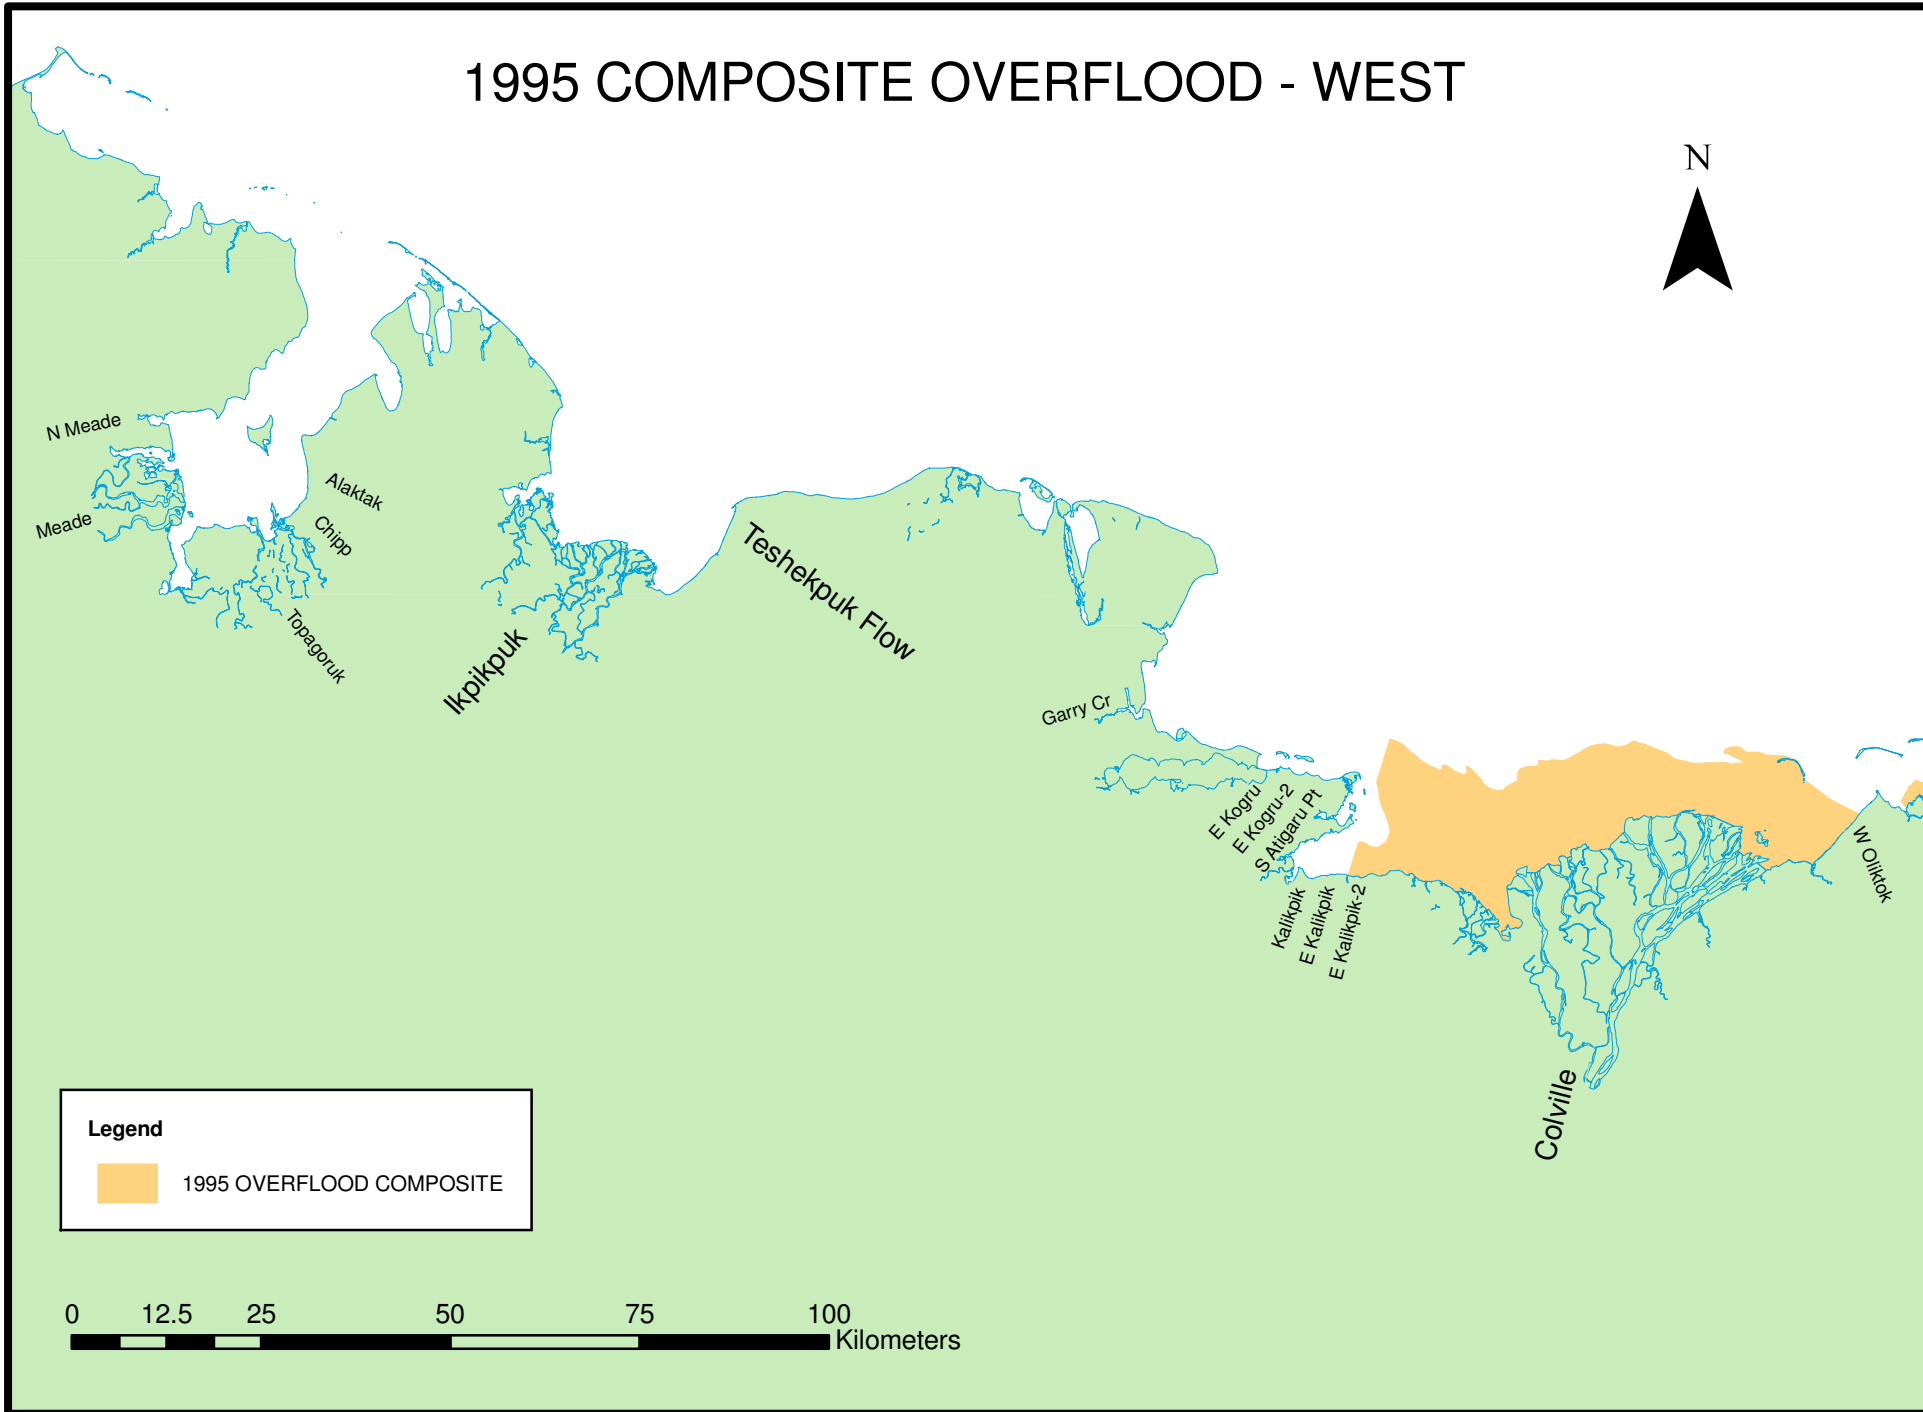 1995 COMPOSITE OVERFLOOD - WEST
N
N Meade
Meade
Alaktak
Chipp
Topagoruk
Ikpikpuk
Teshekpuk Flow
Garry Cr
E Kogru
E Kogru-2
S Atigaru Pt
Kalikpik
E Kalikpik
E Kalikpik-2
Colville
W Oliktok
Legend
1995 OVERFLOOD COMPOSITE
0 12.5 25 50 75 100
Kilometers